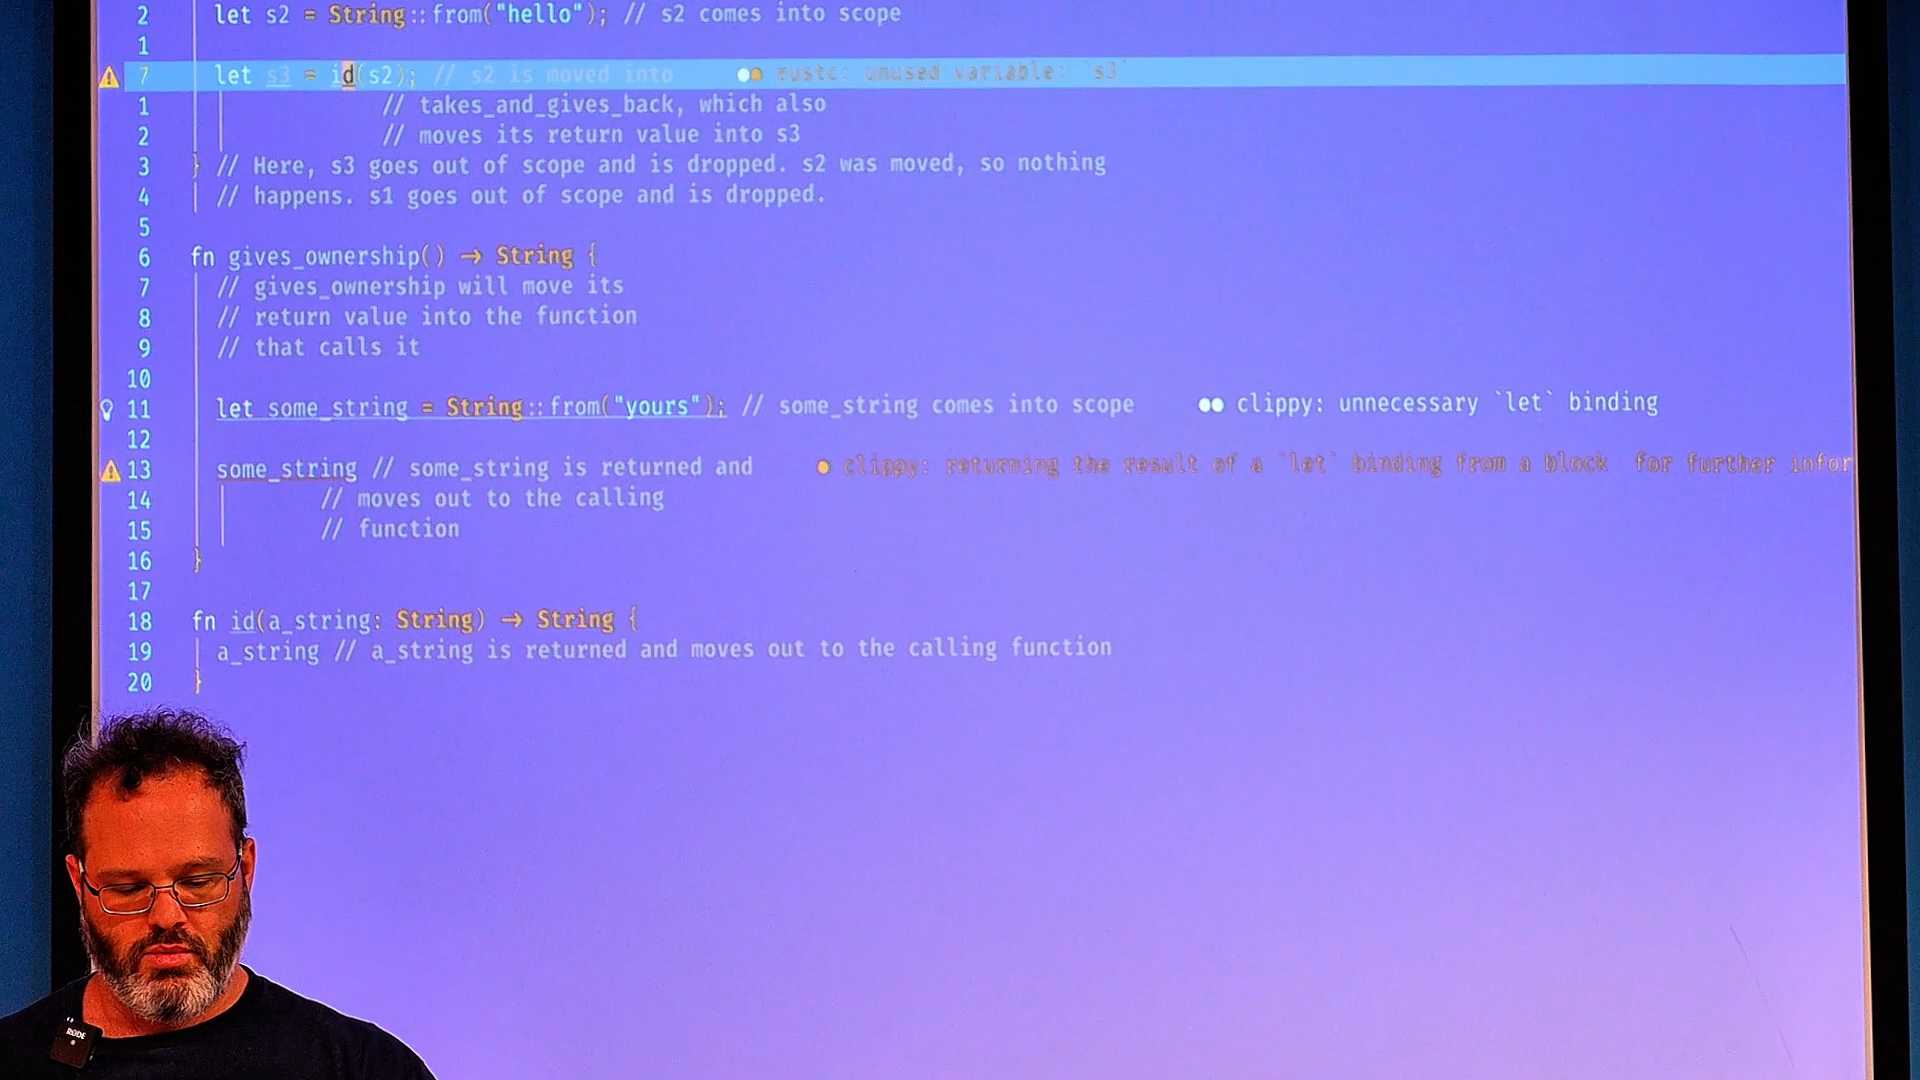 2 let s2 = String::from("hello"); // s2 comes into scope
1
7 let s3 = id(s2); // s2 is moved into rustc: unused variable: `s3`
1 // takes_and_gives_back, which also
2 // moves its return value into s3
3 } // Here, s3 goes out of scope and is dropped. s2 was moved, so nothing
4 // happens. s1 goes out of scope and is dropped.
5
6 fn gives_ownership() → String {
7 // gives_ownership will move its
8 // return value into the function
9 // that calls it
10
11 let some_string = String::from("yours"); // some_string comes into scope clippy: unnecessary `let` binding
12
13 some_string // some_string is returned and clippy: returning the result of a `let` binding from a block for further infor
14 // moves out to the calling
15 // function
16 }
17
18 fn id(a_string: String) → String {
19 a_string // a_string is returned and moves out to the calling function
20 }
RODE